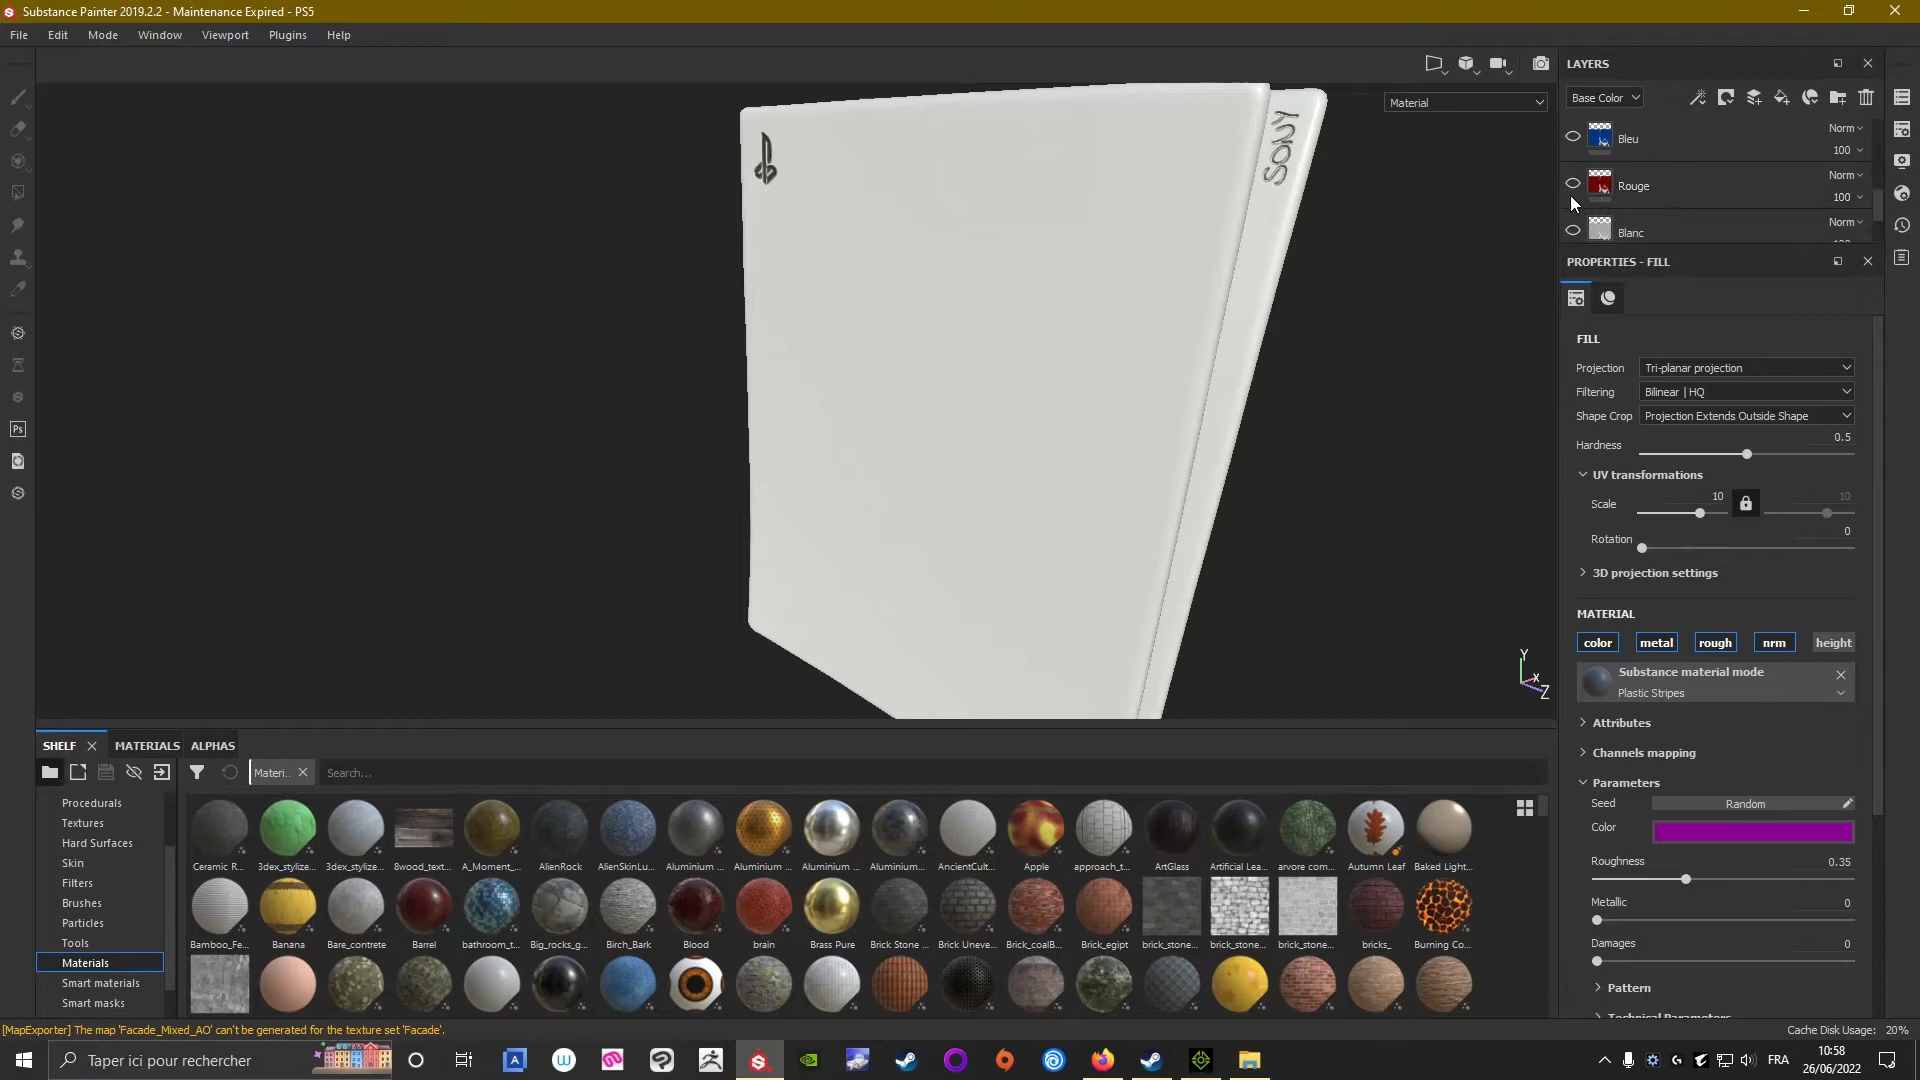 Substance Painter 2019.2.2 - Maintenance Expired - PS5
File Edit Mode Window Viewport Plugins Help
Material
SONY
LAYERS
Base Color
Bleu Norm 100
Rouge Norm 100
Blanc Norm
PROPERTIES - FILL
FILL
Projection Tri-planar projection
Filtering Bilinear | HQ
Shape Crop Projection Extends Outside Shape
Hardness 0.5
UV transformations
Scale 10 10
Rotation 0
3D projection settings
MATERIAL
color metal rough nrm height
Substance material mode
Plastic Stripes
Attributes
Channels mapping
Parameters
Seed Random
Color
Roughness 0.35
Metallic 0
Damages 0
Pattern
Technical Parameters
Y
X
Z
SHELF MATERIALS ALPHAS
Materi.. Search...
Procedurals
Textures
Hard Surfaces
Skin
Filters
Brushes
Particles
Tools
Materials
Smart materials
Smart masks
Ceramic R... 3dex_stylize... 3dex_stylize... 8wood_text... A_Moment_... AlienRock AlienSkinLu... Aluminium ... Aluminium ... Aluminium ... Aluminium... AncientCult... Apple approach_t... ArtGlass Artificial Lea... arvore com... Autumn Leaf Baked Light...
Bamboo_Fe... Banana Bare_contrete Barrel bathroom_t... Big_rocks_g... Birch_Bark Blood brain Brass Pure Brick Stone ... Brick Uneve... Brick_coalB... Brick_egipt brick_stone... brick_stone... brick_stone... bricks_ Burning Co...
[MapExporter] The map 'Facade_Mixed_AO' can't be generated for the texture set 'Facade'.
Cache Disk Usage: 20%
Taper ici pour rechercher
FRA
10:58
26/06/2022
Ps